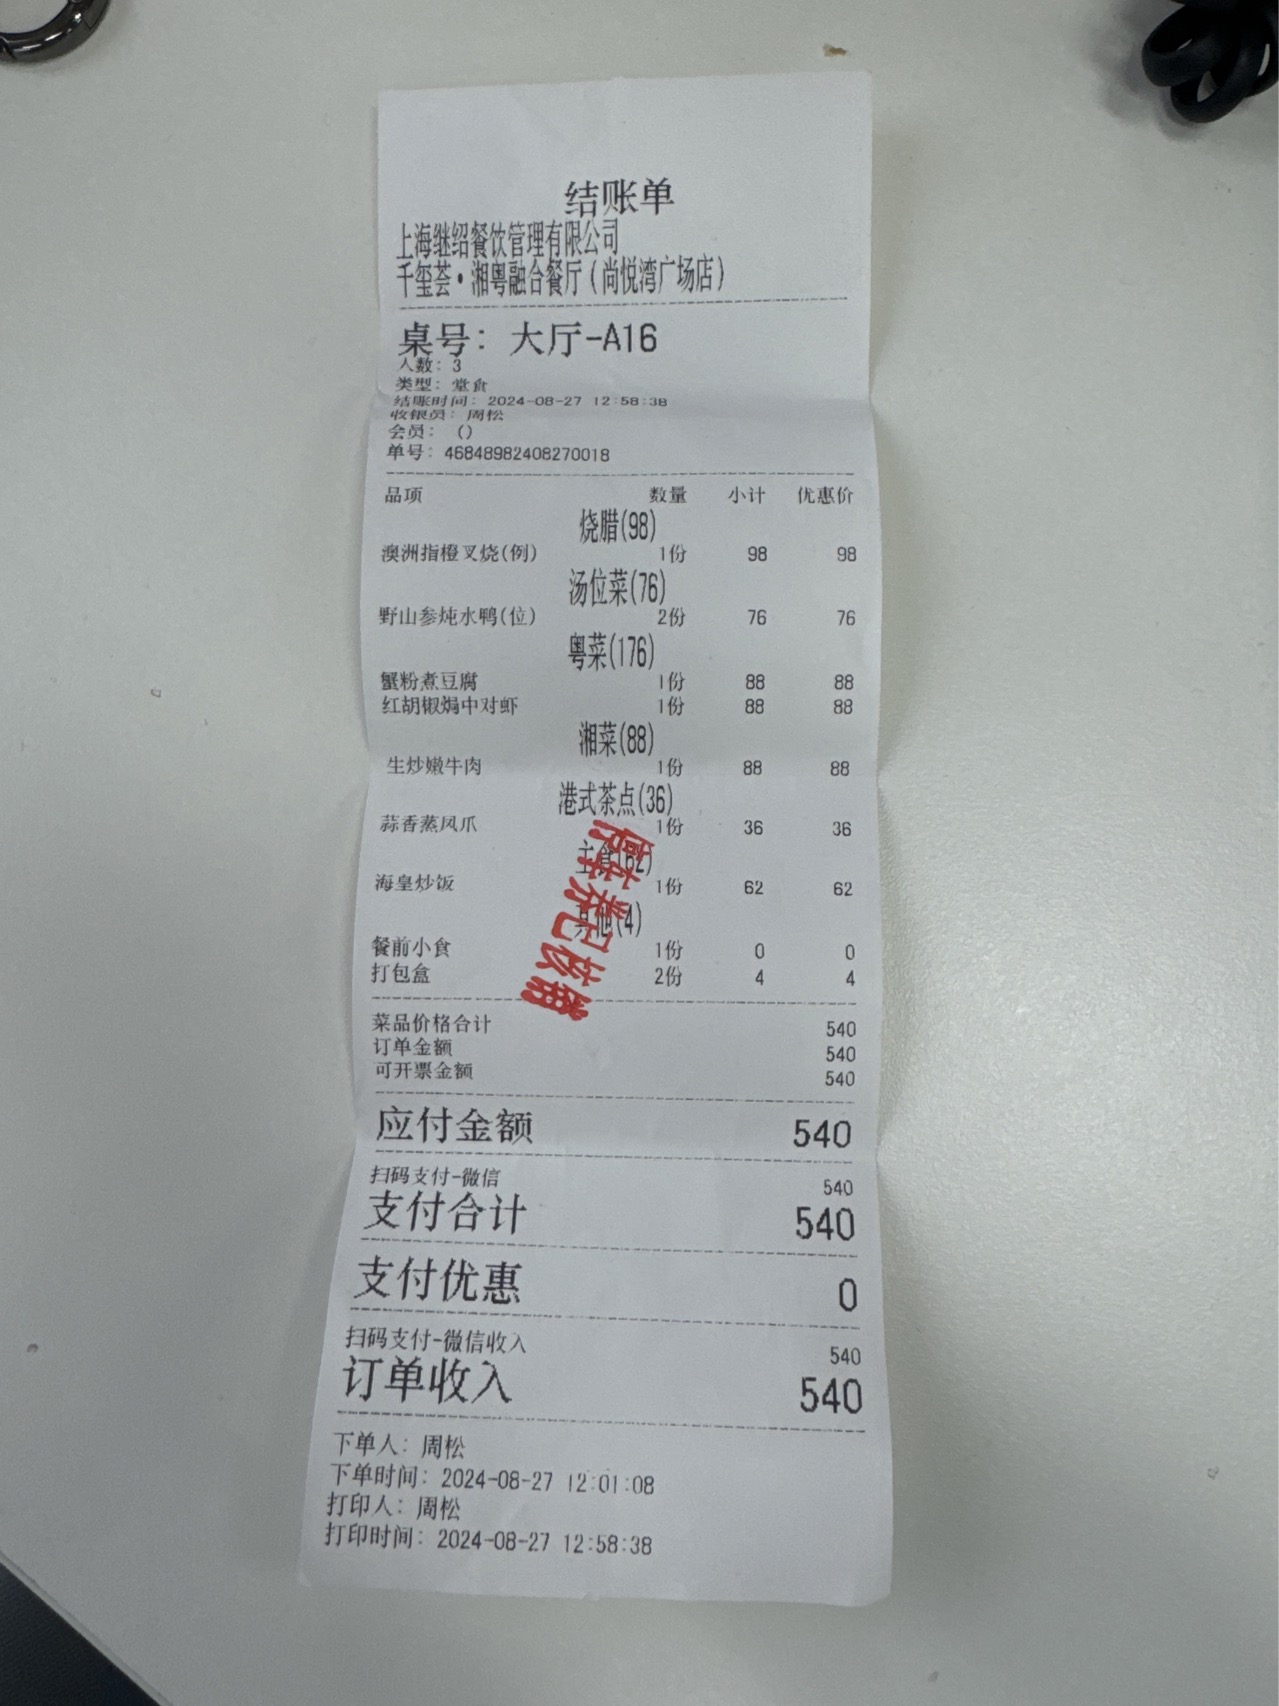 结账单
上海继绍餐饮管理有限公司
千玺荟·湘粤融合餐厅(尚悦湾广场店)
桌号: 大厅-A16
人数: 3
类型: 堂食
结账时间: 2024-08-27 12:58:38
收银员: 周松
会员: ()
单号: 46848982408270018
品项 数量 小计 优惠价
烧腊(98)
澳洲指橙叉烧(例) 1份 98 98
汤位菜(76)
野山参炖水鸭(位) 2份 76 76
粤菜(176)
蟹粉煮豆腐 1份 88 88
红胡椒焗中对虾 1份 88 88
湘菜(88)
生炒嫩牛肉 1份 88 88
港式茶点(36)
蒜香蒸凤爪 1份 36 36
主食(62)
海皇炒饭 1份 62 62
其他(4)
餐前小食 1份 0 0
打包盒 2份 4 4
菜品价格合计 540
订单金额 540
可开票金额 540
应付金额 540
扫码支付-微信 540
支付合计 540
支付优惠 0
扫码支付-微信收入 540
订单收入 540
下单人: 周松
下单时间: 2024-08-27 12:01:08
打印人: 周松
打印时间: 2024-08-27 12:58:38